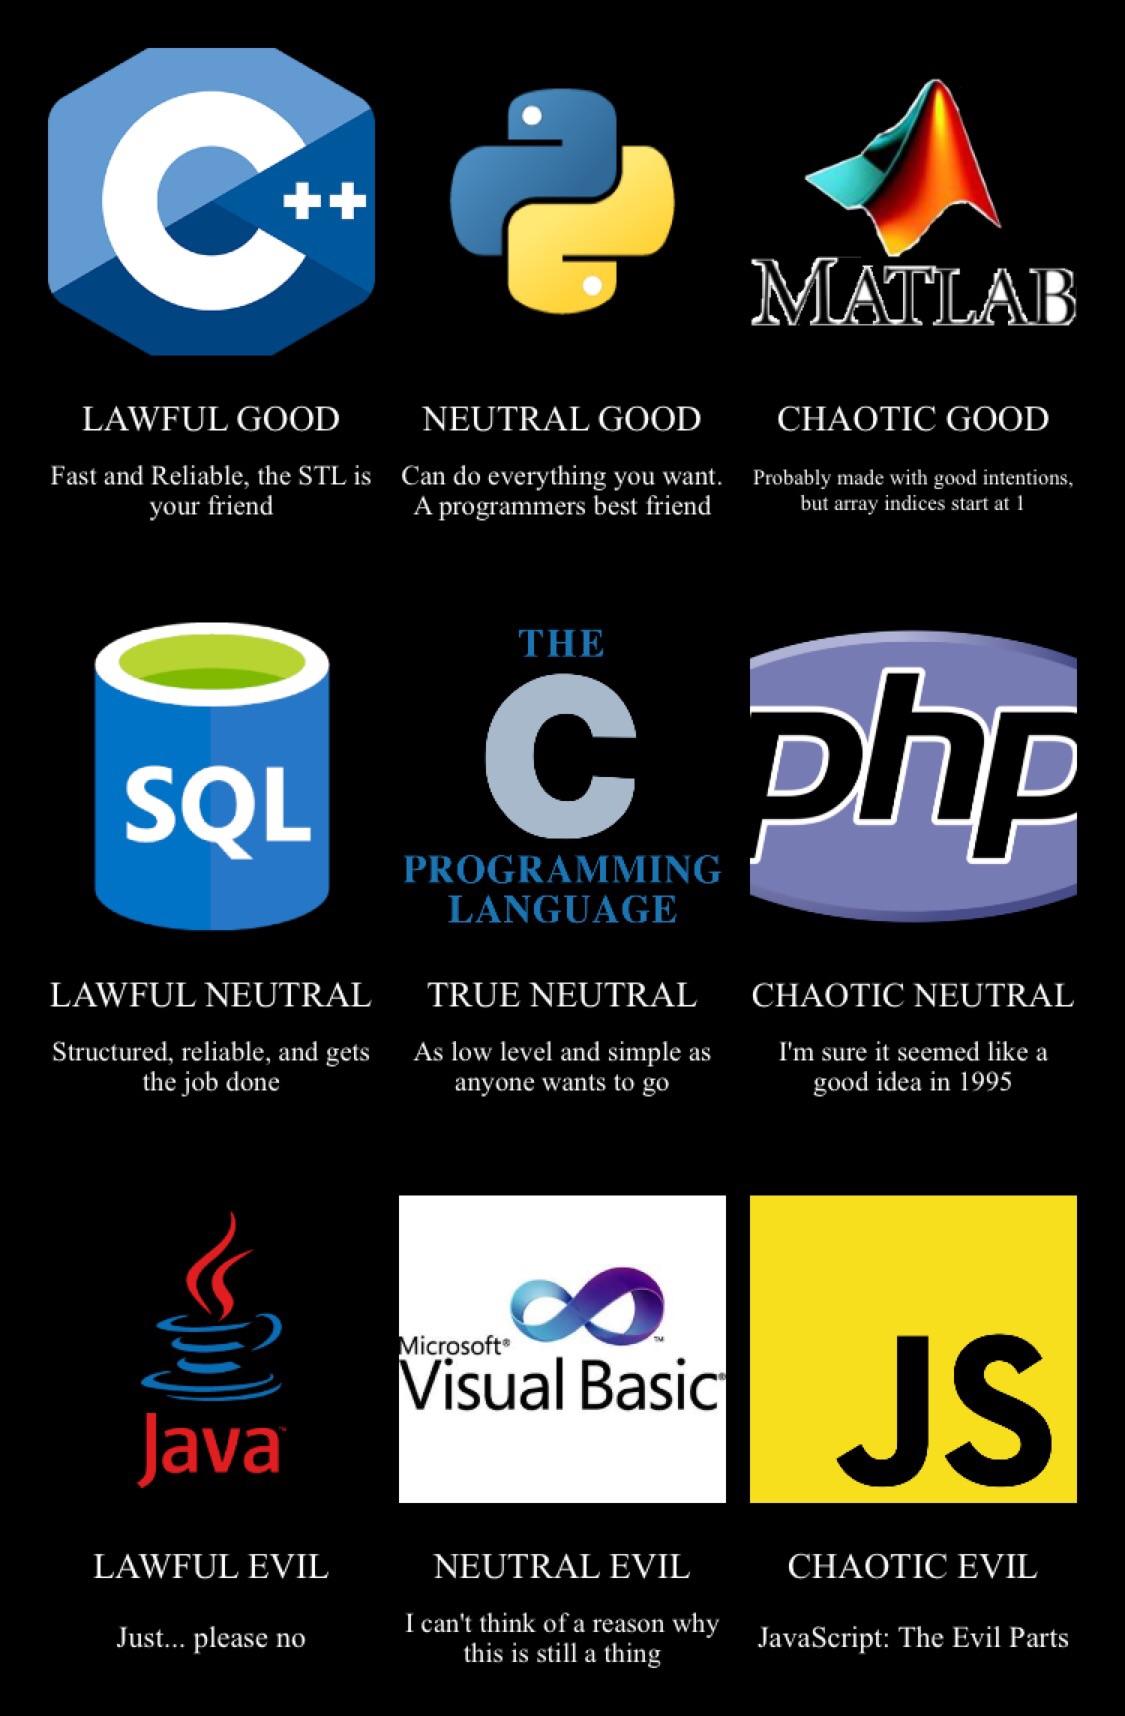 C++
MATLAB
LAWFUL GOOD
NEUTRAL GOOD
CHAOTIC GOOD
Fast and Reliable, the STL is
your friend
Can do everything you want.
A programmers best friend
Probably made with good intentions,
but array indices start at 1
SQL
THE
C
PROGRAMMING
LANGUAGE
php
LAWFUL NEUTRAL
TRUE NEUTRAL
CHAOTIC NEUTRAL
Structured, reliable, and gets
the job done
As low level and simple as
anyone wants to go
I'm sure it seemed like a
good idea in 1995
Java™
Microsoft®
Visual Basic®
™
JS
LAWFUL EVIL
NEUTRAL EVIL
CHAOTIC EVIL
Just... please no
I can't think of a reason why
this is still a thing
JavaScript: The Evil Parts